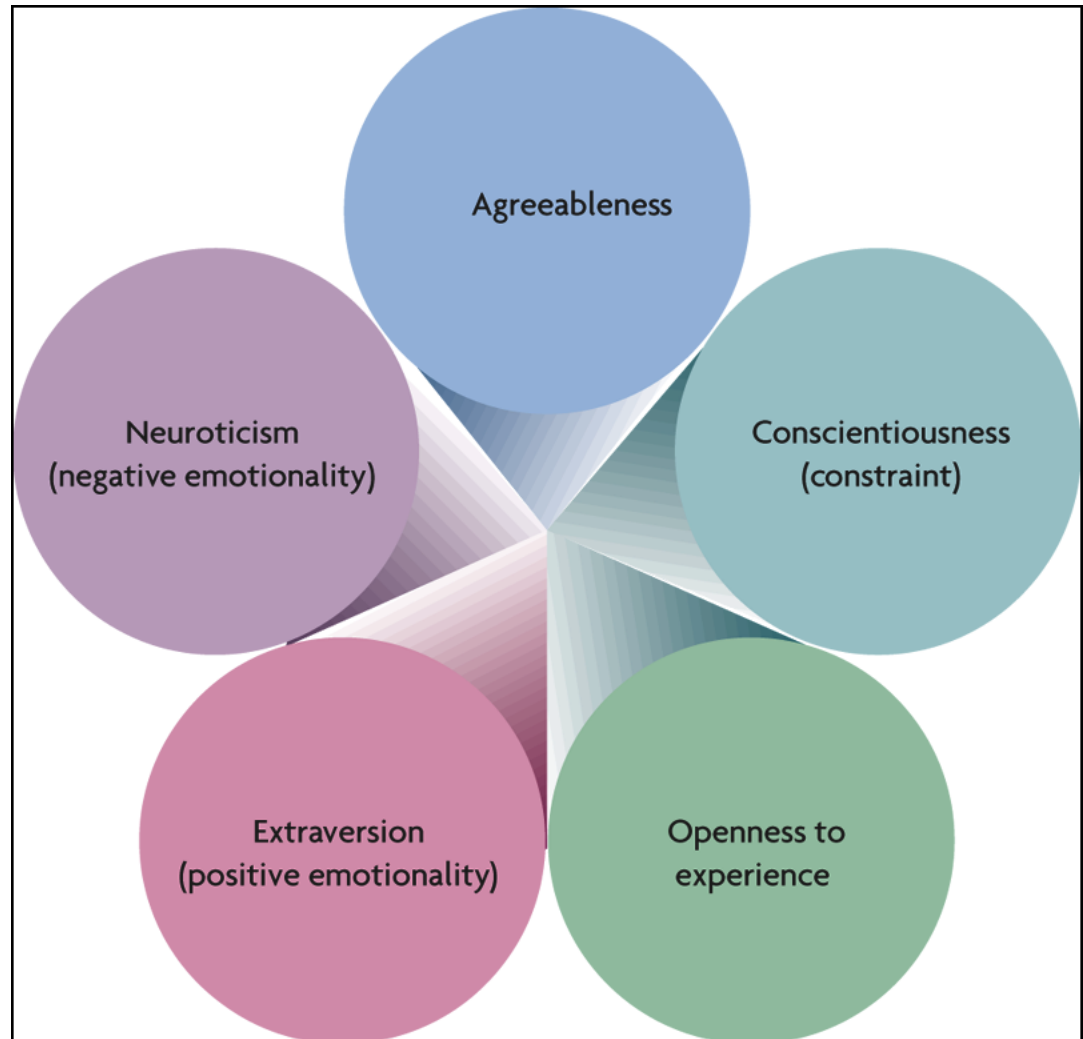 Agreeableness
Neuroticism
(negative emotionality)
Conscientiousness
(constraint)
Extraversion
(positive emotionality)
Openness to
experience